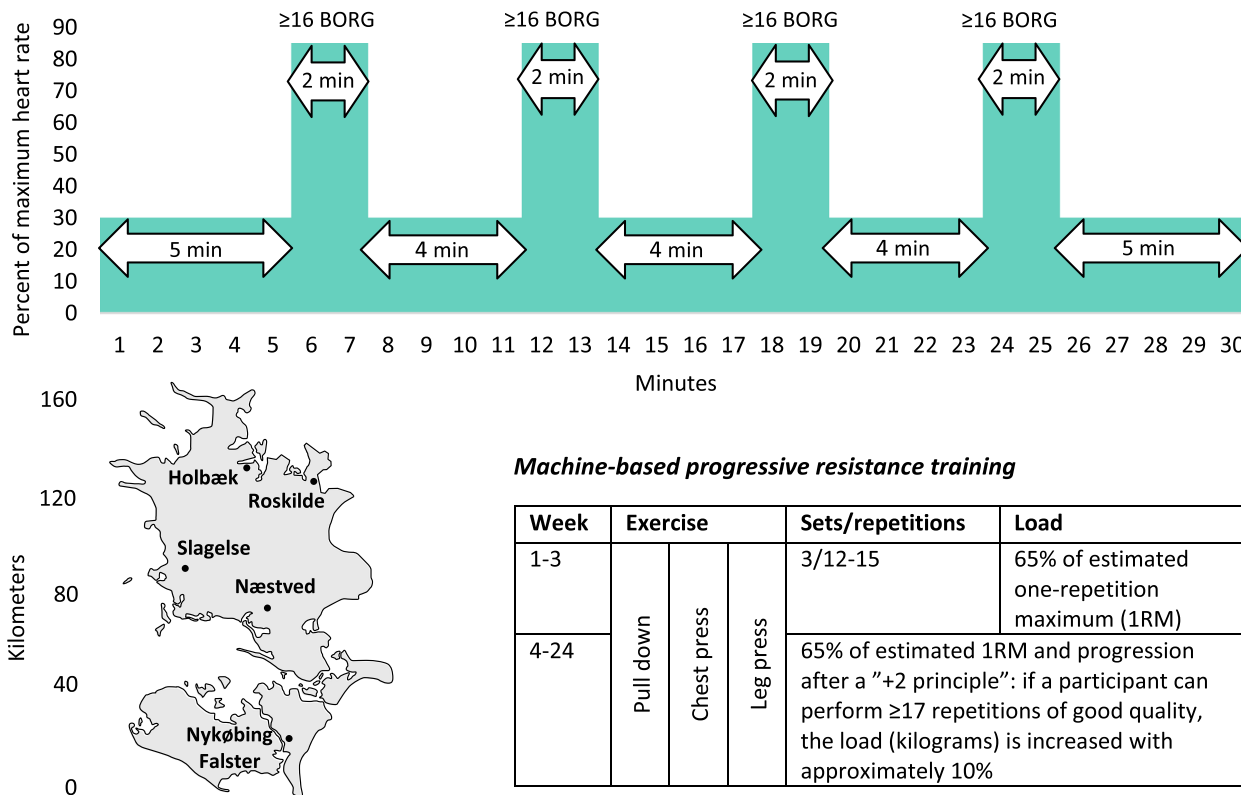 ≥16 BORG ≥16 BORG ≥16 BORG ≥16 BORG
Percent of maximum heart rate
90
80
70
60
50
40
30
20
10
0
2 min 2 min 2 min 2 min
5 min 4 min 4 min 4 min 5 min
1 2 3 4 5 6 7 8 9 10 11 12 13 14 15 16 17 18 19 20 21 22 23 24 25 26 27 28 29 30
Minutes
Kilometers
160
120
80
40
0
Holbæk
Roskilde
Slagelse
Næstved
Nykøbing
Falster
Machine-based progressive resistance training
Week Exercise Sets/repetitions Load
1-3
Pull down
Chest press
Leg press
3/12-15
65% of estimated
one-repetition
maximum (1RM)
4-24
65% of estimated 1RM and progression
after a ”+2 principle”: if a participant can
perform ≥17 repetitions of good quality,
the load (kilograms) is increased with
approximately 10%